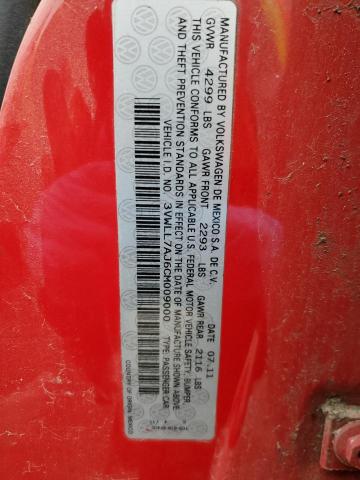 MANUFACTURED BY VOLKSWAGEN DE MEXICO S.A. DE C.V. DATE 07-11
GVWR 4299 LBS GAWR FRONT 2293 LBS GAWR REAR 2116 LBS
THIS VEHICLE CONFORMS TO ALL APPLICABLE U.S. FEDERAL MOTOR VEHICLE SAFETY, BUMPER
AND THEFT PREVENTION STANDARDS IN EFFECT ON THE DATE OF MANUFACTURE SHOWN ABOVE.
VEHICLE I.D.NO.: 3VWLL7AJ6CM009000 TYPE: PASSENGER CAR
COUNTRY OF ORIGIN: MEXICO